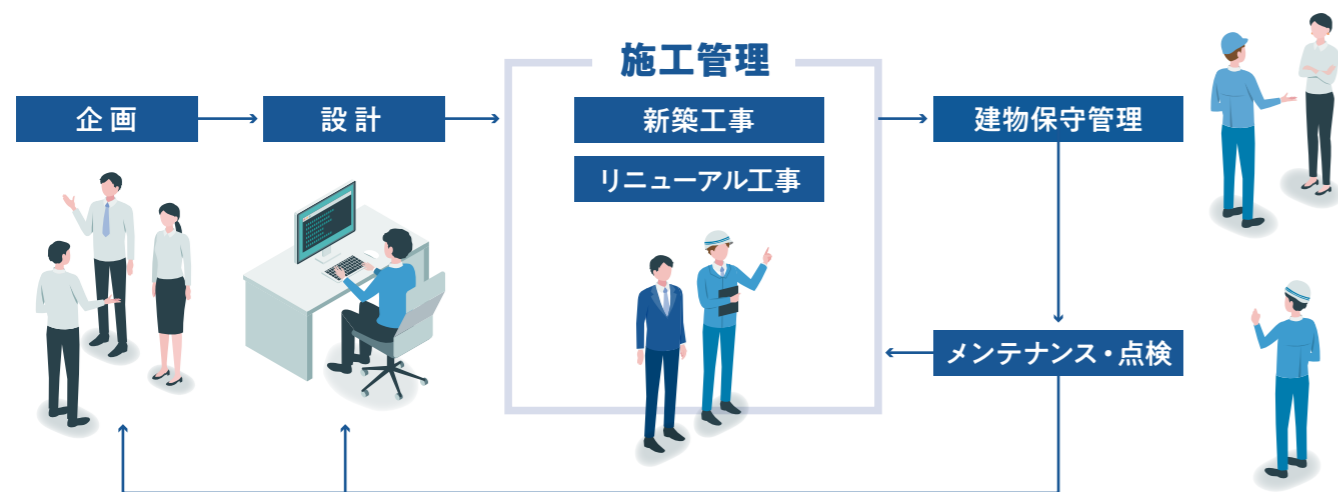 施工管理
企画
設計
新築工事
リニューアル工事
建物保守管理
メンテナンス・点検